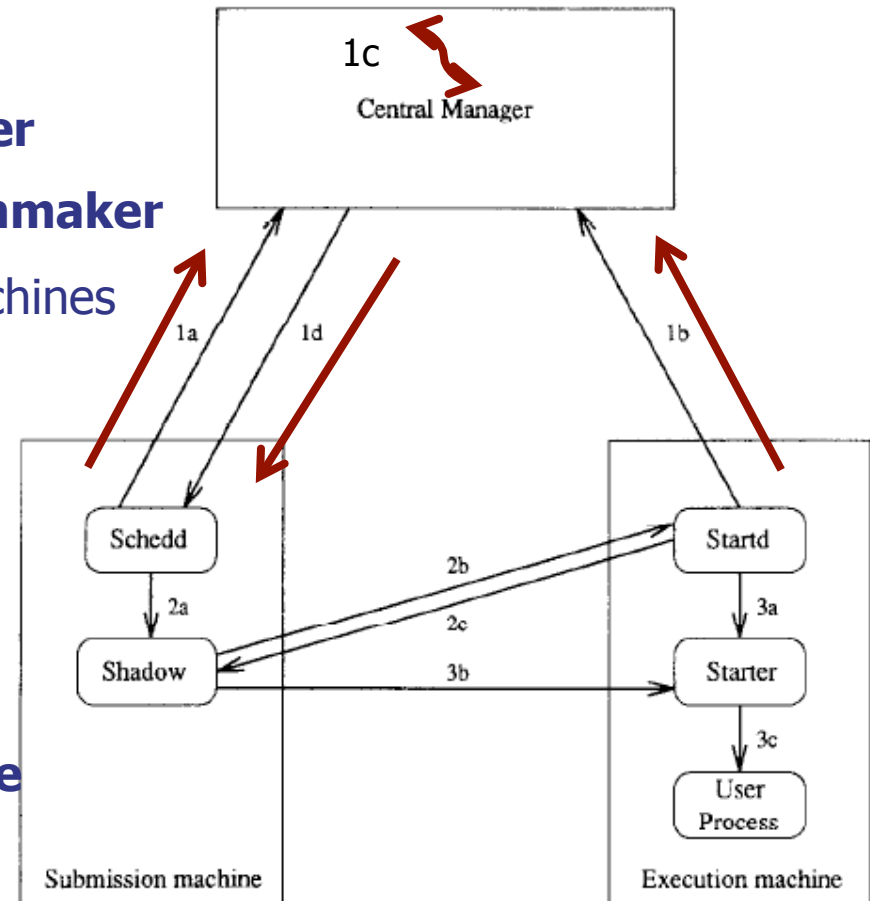 1c
Central Manager
er
nmaker
chines
1a
1d
1b
Schedd
Startd
2b
2a
2c
3a
Shadow
3b
Starter
3c
e
User
Process
Submission machine
Execution machine